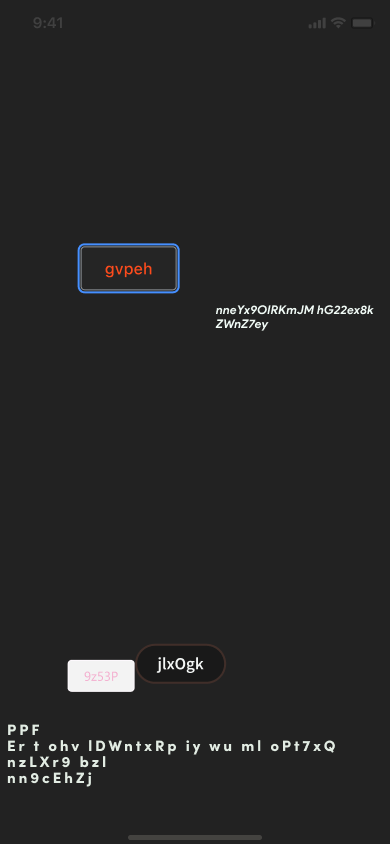 9:41
gvpeh
nneYx9OlRKmJM hG22ex8k
ZWnZ7ey
jlxOgk
9z53P
PPF
Er t ohv lDWntxRp iy wu ml oPt7xQ
nzLXr9 bzl
nn9cEhZj